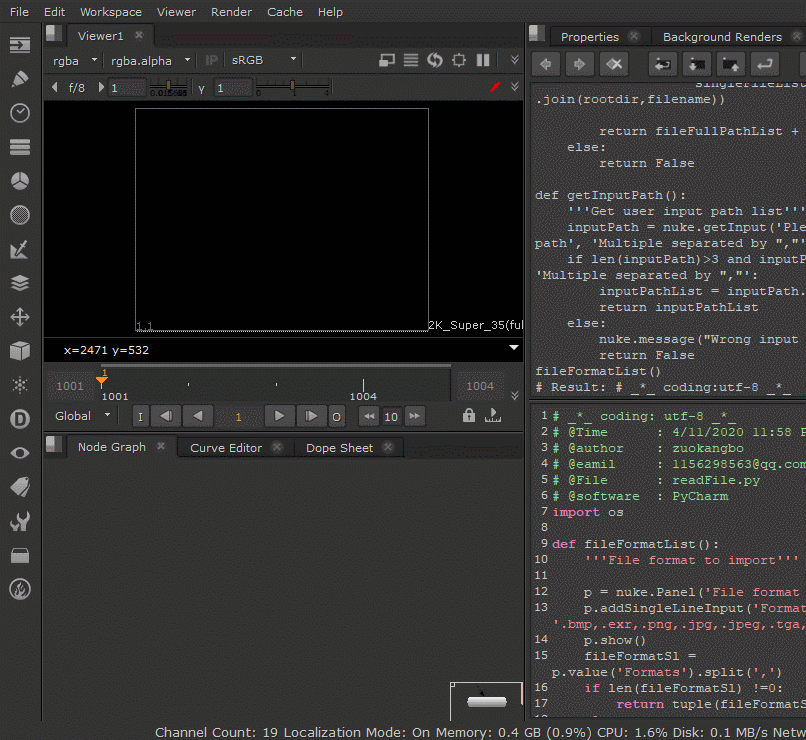 File Edit Workspace Viewer Render Cache Help
Viewer1
rgba rgba.alpha IP sRGB
f/8 1 Y 1 0 1 4
1,1
2K_Super_35(ful
x=2471 y=532
1001 1 1001 1004 1004
Global I 1 O 10
Node Graph Curve Editor Dope Sheet
Properties Background Renders
singleFileList
.join(rootdir,filename))
return fileFullPathList +
else:
return False
def getInputPath():
'''Get user input path list'''
inputPath = nuke.getInput('Ple
path', 'Multiple separated by ","'
if len(inputPath)>3 and inputP
'Multiple separated by ","':
inputPathList = inputPath.
return inputPathList
else:
nuke.message("Wrong input
return False
fileFormatList()
# Result: # _*_ coding:utf-8 _*_
1 # _*_ coding: utf-8 _*_
2 # @Time : 4/11/2020 11:58 P
3 # @author : zuokangbo
4 # @eamil : 1156298563@qq.com
5 # @File : readFile.py
6 # @software : PyCharm
7 import os
8
9 def fileFormatList():
10 '''File format to import'''
11
12 p = nuke.Panel('File format
13 p.addSingleLineInput('Format
'.bmp,.exr,.png,.jpg,.jpeg,.tga,
14 p.show()
15 fileFormatSl =
p.value('Formats').split(',')
16 if len(fileFormatSl) !=0:
17 return tuple(fileFormatS
Channel Count: 19 Localization Mode: On Memory: 0.4 GB (0.9%) CPU: 1.6% Disk: 0.1 MB/s Netw